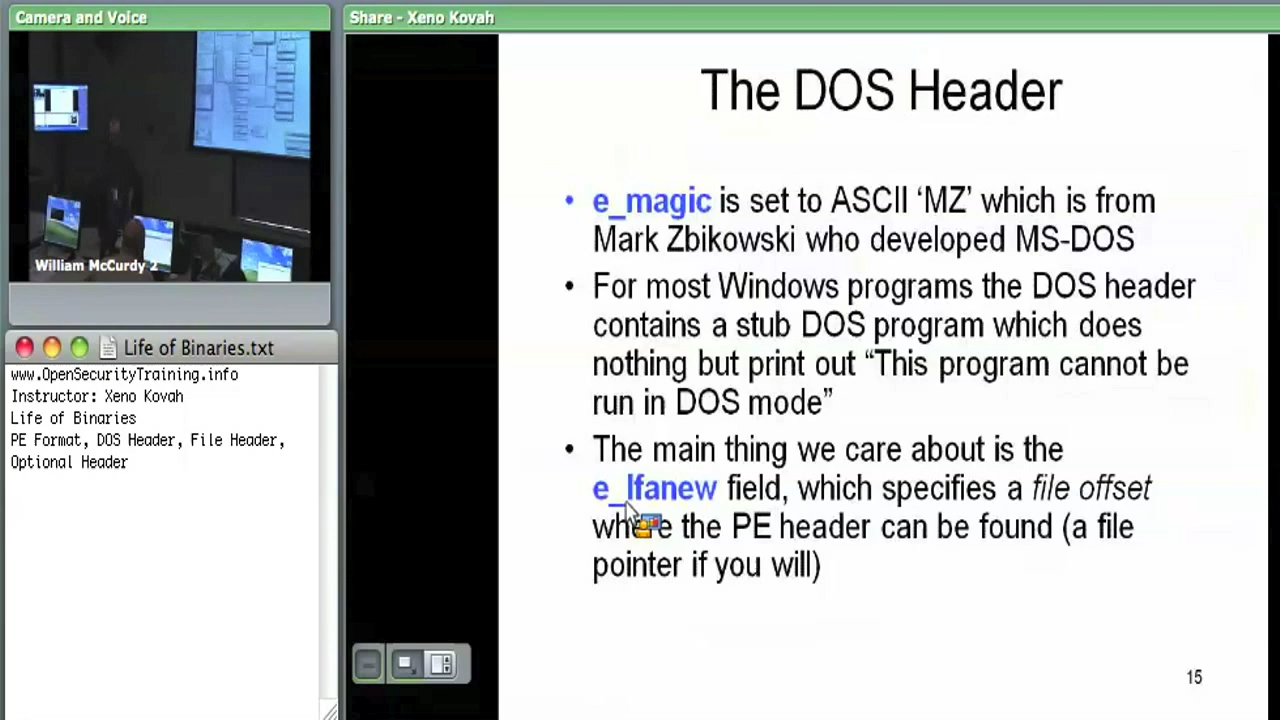 Camera and Voice
William McCurdy 2
Life of Binaries.txt
www.OpenSecurityTraining.info
Instructor: Xeno Kovah
Life of Binaries
PE Format, DOS Header, File Header,
Optional Header
Share - Xeno Kovah
The DOS Header
• e_magic is set to ASCII ‘MZ’ which is from
Mark Zbikowski who developed MS-DOS
• For most Windows programs the DOS header
contains a stub DOS program which does
nothing but print out “This program cannot be
run in DOS mode”
• The main thing we care about is the
e_lfanew field, which specifies a file offset
where the PE header can be found (a file
pointer if you will)
15